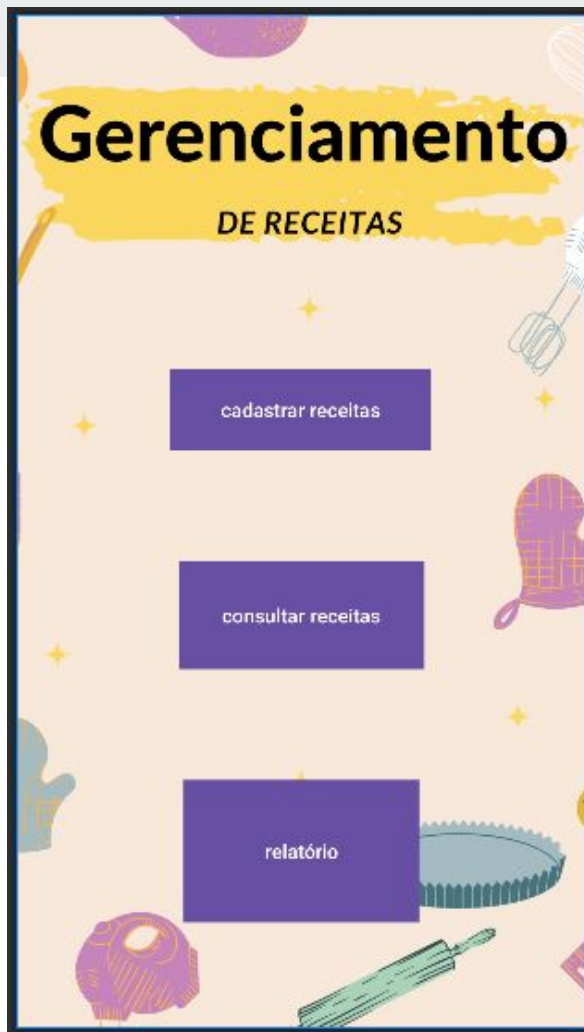 Gerenciamento
DE RECEITAS
cadastrar receitas
consultar receitas
relatório